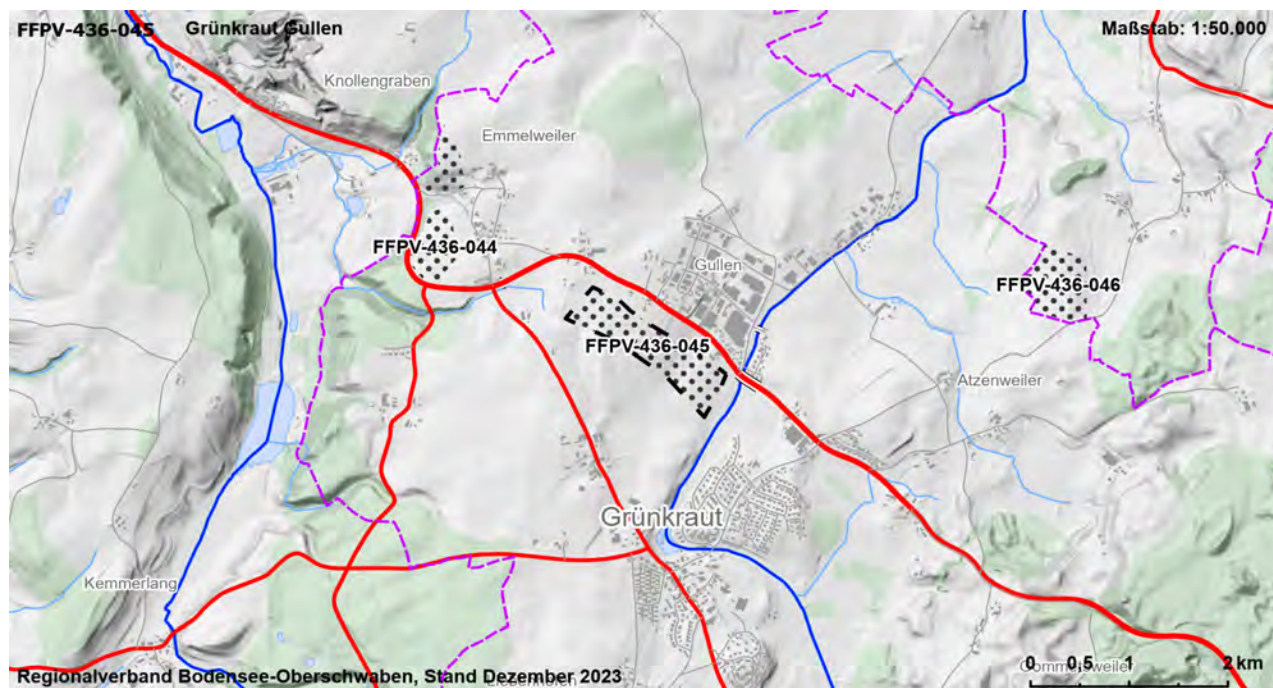 FFPV-436-045 Grünkraut Gullen Maßstab: 1:50.000
Knollengraben
Emmelweiler
FFPV-436-044
Gullen
FFPV-436-046
FFPV-436-045
Atzenweiler
Grünkraut
Kemmerlang
0 0,5 1 2 km
Regionalverband Bodensee-Oberschwaben, Stand Dezember 2023